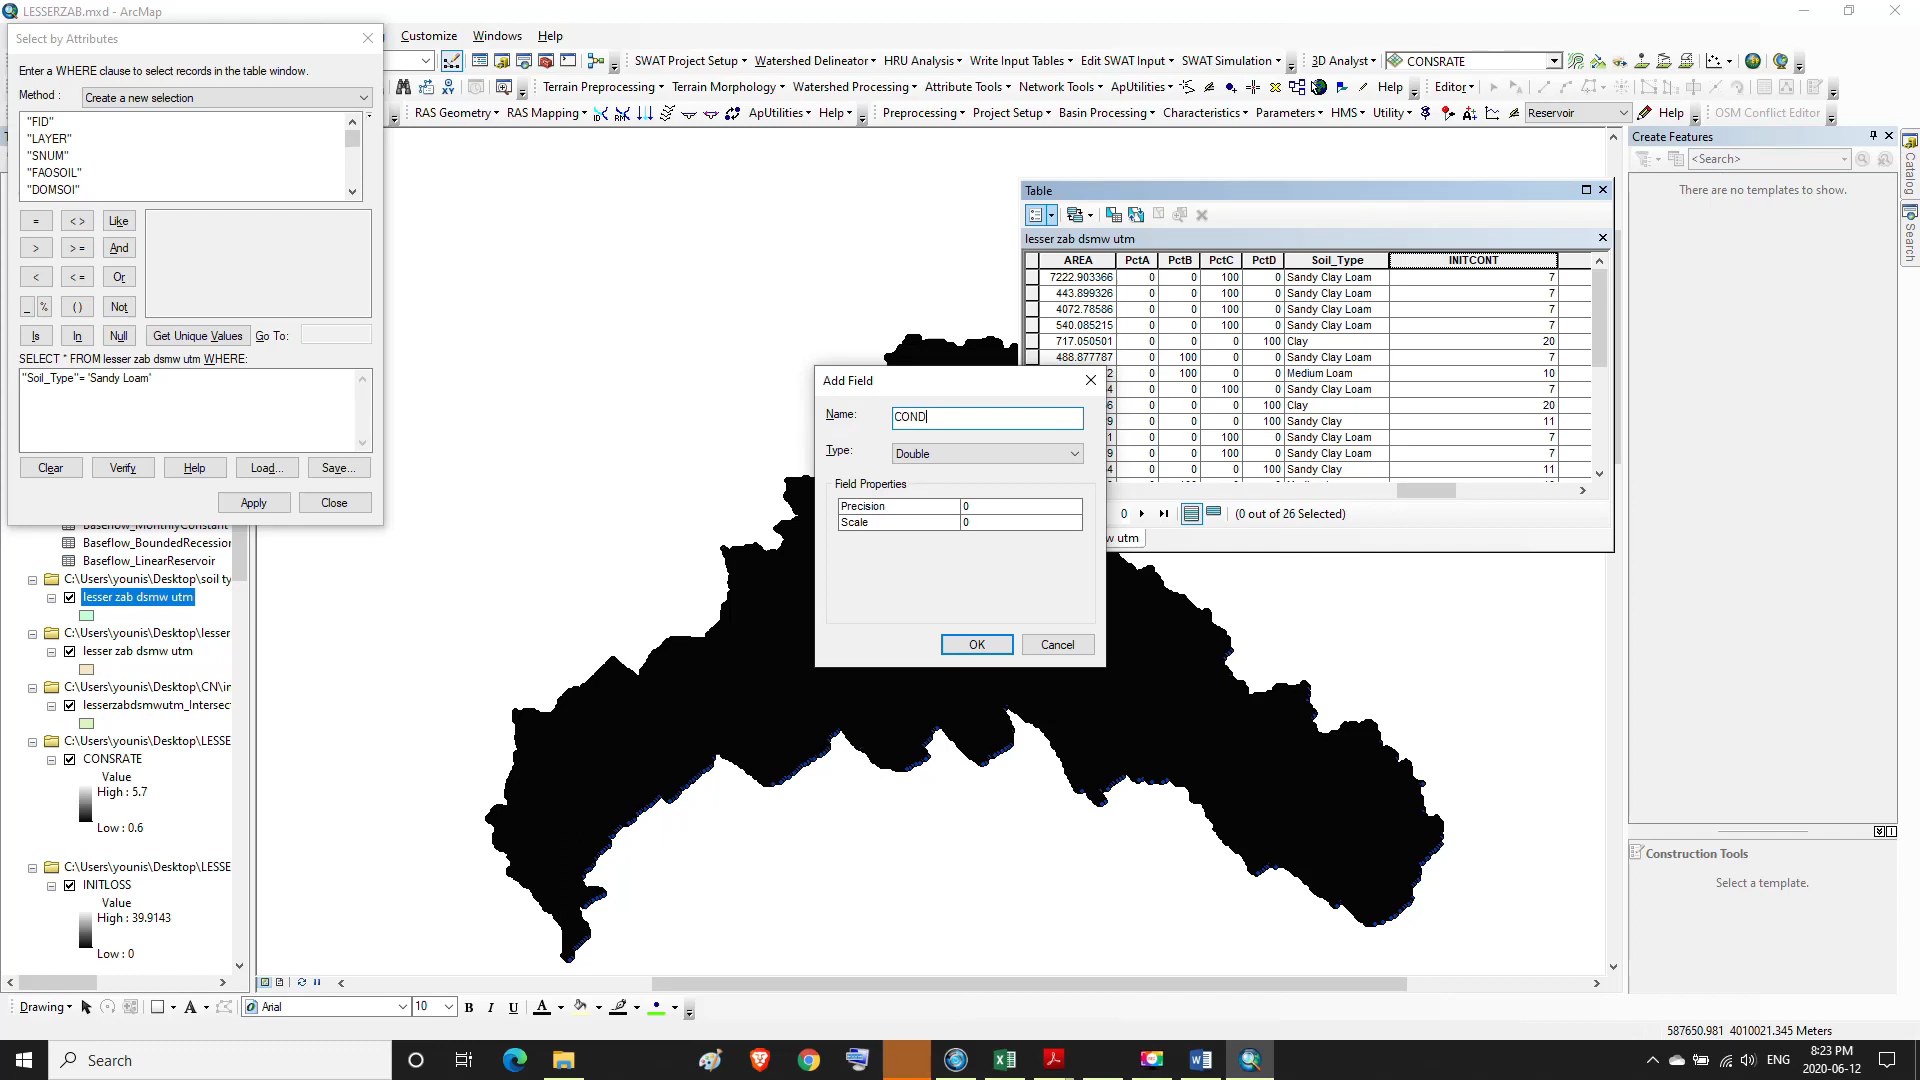 LESSERZAB.mxd - ArcMap
Select by Attributes
Customize Windows Help
Enter a WHERE clause to select records in the table window.
Method : Create a new selection
"FID"
"LAYER"
"SNUM"
"FAOSOIL"
"DOMSOI"
= < > Like
> > = And
< < = Or
_ % ( ) Not
Is In Null Get Unique Values Go To:
SELECT * FROM lesser zab dsmw utm WHERE:
"Soil_Type"= 'Sandy Loam'
Clear Verify Help Load... Save...
Apply Close
SWAT Project Setup Watershed Delineator HRU Analysis Write Input Tables Edit SWAT Input SWAT Simulation 3D Analyst CONSRATE
Terrain Preprocessing Terrain Morphology Watershed Processing Attribute Tools Network Tools ApUtilities Help Editor
RAS Geometry RAS Mapping ApUtilities Help Preprocessing Project Setup Basin Processing Characteristics Parameters HMS Utility Reservoir Help OSM Conflict Editor
Create Features
<Search>
There are no templates to show.
Catalog
Search
Construction Tools
Select a template.
Table
lesser zab dsmw utm
AREA PctA PctB PctC PctD Soil_Type INITCONT
7222.903366 0 0 100 0 Sandy Clay Loam 7
443.899326 0 0 100 0 Sandy Clay Loam 7
4072.78586 0 0 100 0 Sandy Clay Loam 7
540.085215 0 0 100 0 Sandy Clay Loam 7
717.050501 0 0 0 100 Clay 20
488.877787 0 100 0 0 Sandy Clay Loam 7
2 0 100 0 0 Medium Loam 10
4 0 0 100 0 Sandy Clay Loam 7
6 0 0 0 100 Clay 20
9 0 0 0 100 Sandy Clay 11
1 0 0 100 0 Sandy Clay Loam 7
9 0 0 100 0 Sandy Clay Loam 7
4 0 0 0 100 Sandy Clay 11
0 (0 out of 26 Selected)
w utm
Add Field
Name: COND
Type: Double
Field Properties
Precision 0
Scale 0
OK Cancel
Baseflow_MonthlyConstant
Baseflow_BoundedRecession
Baseflow_LinearReservoir
C:\Users\younis\Desktop\soil ty
lesser zab dsmw utm
C:\Users\younis\Desktop\lesser
lesser zab dsmw utm
C:\Users\younis\Desktop\CN\in
lesserzabdsmwutm_Intersec
C:\Users\younis\Desktop\LESSE
CONSRATE
Value
High : 5.7
Low : 0.6
C:\Users\younis\Desktop\LESSE
INITLOSS
Value
High : 39.9143
Low : 0
Drawing A Arial 10 B I U A
587650.981 4010021.345 Meters
Search
ENG
8:23 PM
2020-06-12